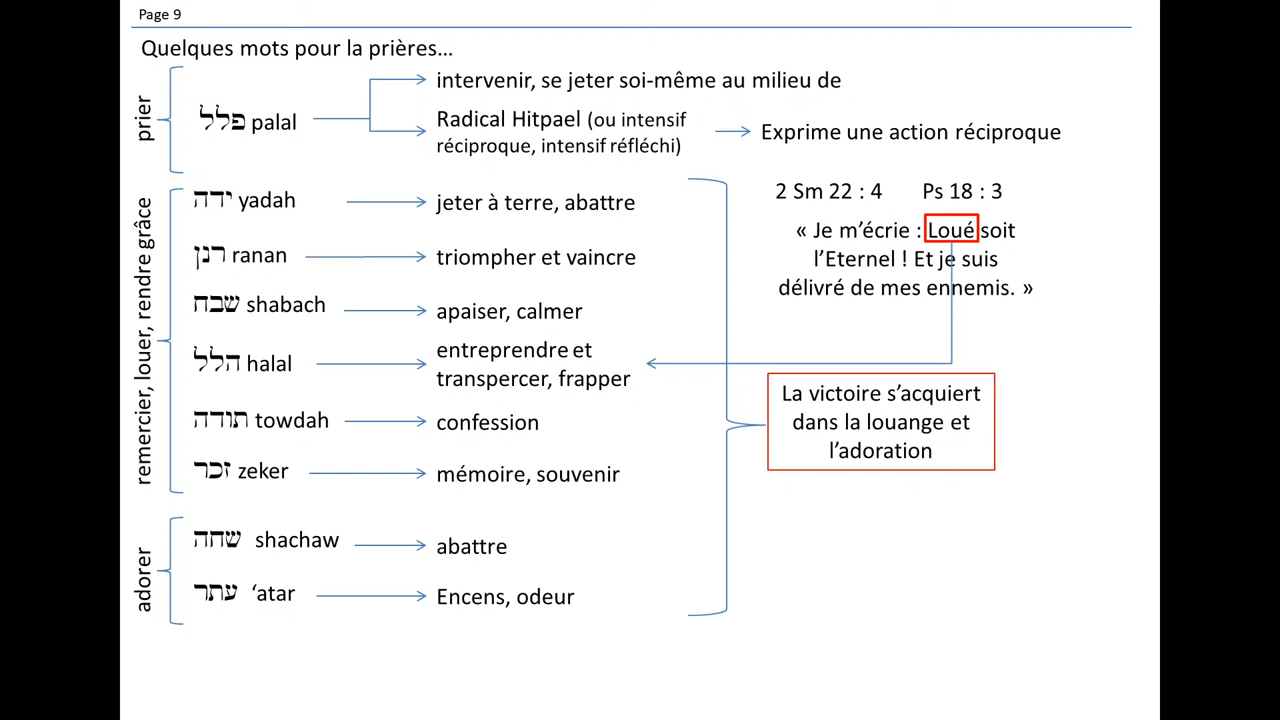 Page 9
Quelques mots pour la prières…
prier
פלל palal
intervenir, se jeter soi-même au milieu de
Radical Hitpael (ou intensif
réciproque, intensif réfléchi)
Exprime une action réciproque
remercier, louer, rendre grâce
ידה yadah
jeter à terre, abattre
רנן ranan
triompher et vaincre
שבח shabach
apaiser, calmer
הלל halal
entreprendre et
transpercer, frapper
תודה towdah
confession
זכר zeker
mémoire, souvenir
adorer
שחה shachaw
abattre
עתר ‘atar
Encens, odeur
2 Sm 22 : 4 Ps 18 : 3
« Je m’écrie : Loué soit
l’Eternel ! Et je suis
délivré de mes ennemis. »
La victoire s’acquiert
dans la louange et
l’adoration